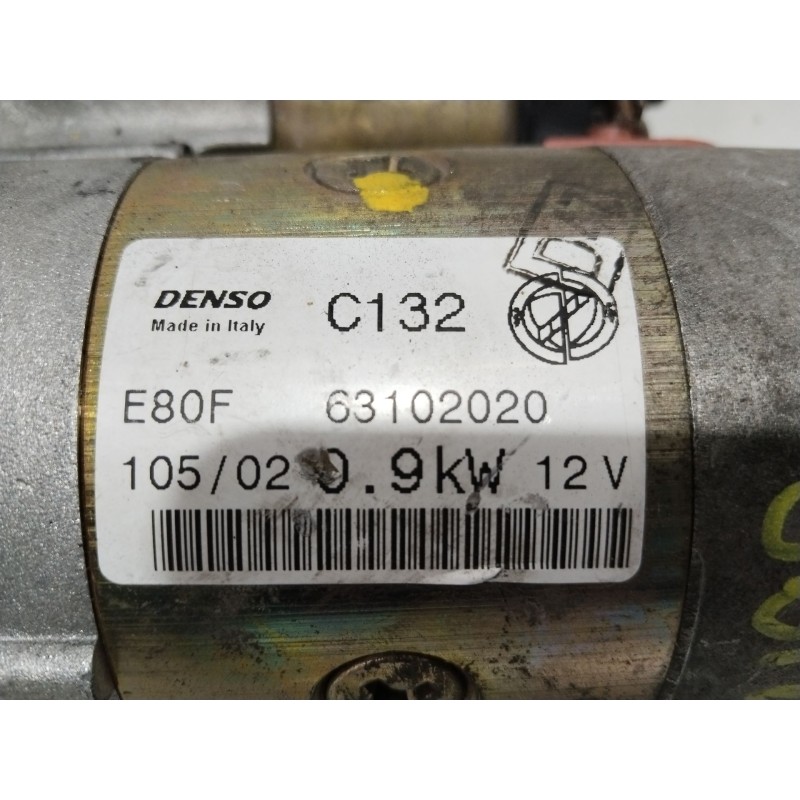 DENSO C132
Made in Italy
E80F 63102020
105/02 0.9kW 12 V